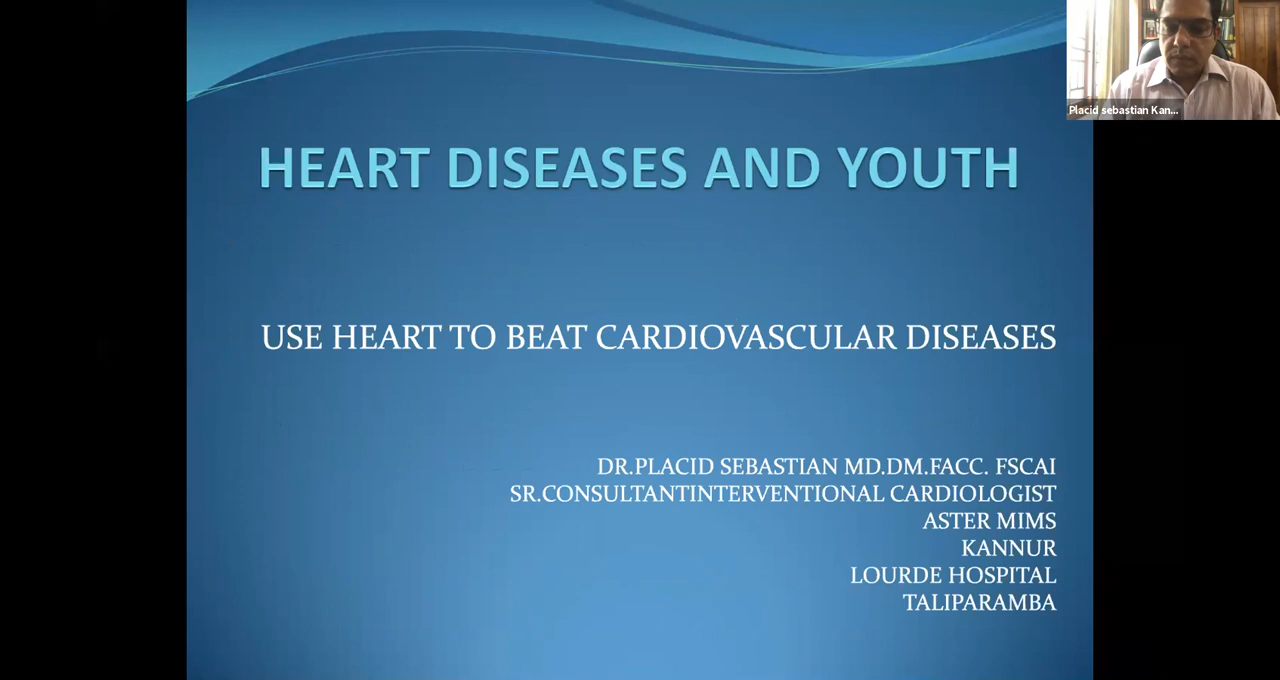 Placid sebastian Kan...
HEART DISEASES AND YOUTH
USE HEART TO BEAT CARDIOVASCULAR DISEASES
DR.PLACID SEBASTIAN MD.DM.FACC. FSCAI
SR.CONSULTANTINTERVENTIONAL CARDIOLOGIST
ASTER MIMS
KANNUR
LOURDE HOSPITAL
TALIPARAMBA